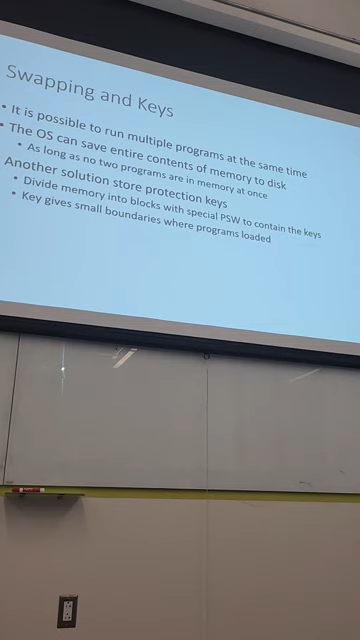 Swapping and Keys
• It is possible to run multiple programs at the same time
• The OS can save entire contents of memory to disk
• As long as no two programs are in memory at once
Another solution store protection keys
• Divide memory into blocks with special PSW to contain the keys
• Key gives small boundaries where programs loaded